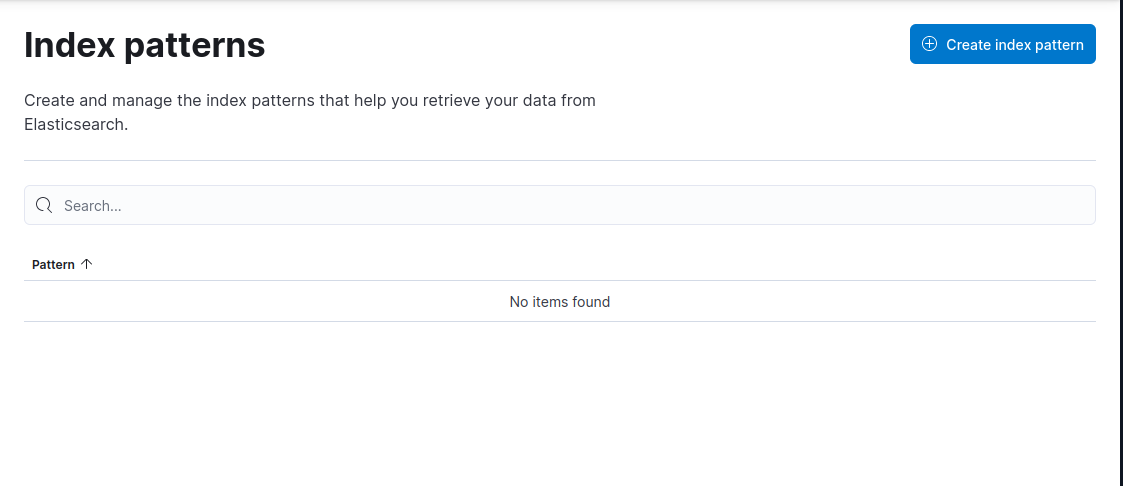 Index patterns
Create index pattern
Create and manage the index patterns that help you retrieve your data from
Elasticsearch.
Search...
Pattern
No items found